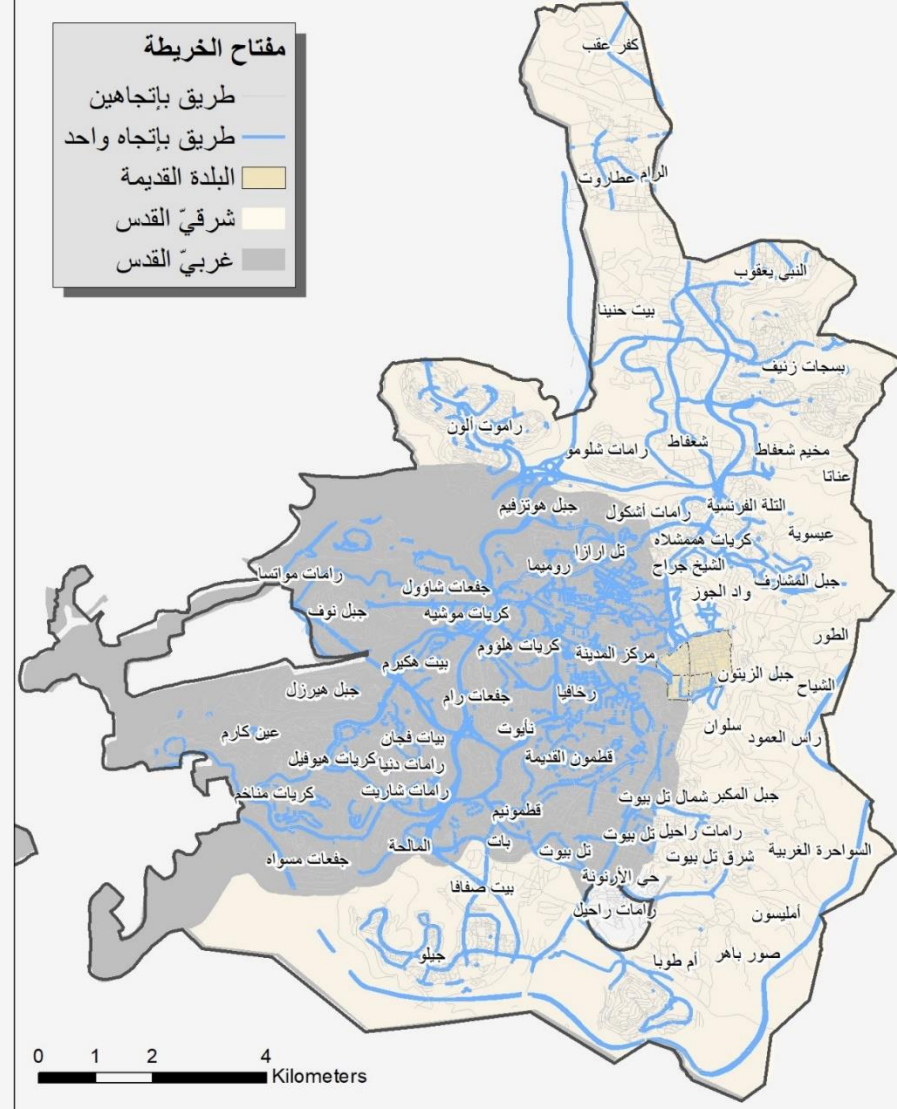 مفتاح الخريطة
طريق بإتجاهين
طريق بإتجاه واحد
البلدة القديمة
شرقيّ القدس
غربيّ القدس
كفر عقب
الرام
عطاروت
النبي يعقوب
بيت حنينا
بسجات زئيف
راموت ألون
رامات شلومو
شعفاط
مخيم شعفاط
عناتا
جبل هوتزفيم
رامات أشكول
التلة الفرنسية
تل ارازا
كريات هممشلاه
عيسوية
روميما
الشيخ جراح
رامات مواتسا
جفعات شاؤول
واد الجوز
جبل المشارف
جبل نوف
كريات موشيه
الطور
بيت هكيرم
كريات هلؤوم
مركز المدينة
جبل هيرزل
جفعات رام
رخافيا
جبل الزيتون
الشياح
عين كارم
بيات فجان
نأيوت
سلوان
راس العمود
كريات هيوفيل
رامات دنيا
قطمون القديمة
كريات مناحم
رامات شاريت
قطمونيم
شمال تل بيوت
جبل المكبر
جفعات مسواه
المالحة
بات
تل بيوت
تل بيوت
رامات راحيل
شرق تل بيوت
السواحرة الغربية
بيت صفافا
حي الأرنونة
رامات راحيل
أمليسون
جيلو
أم طوبا
صور باهر
0 1 2 4
Kilometers